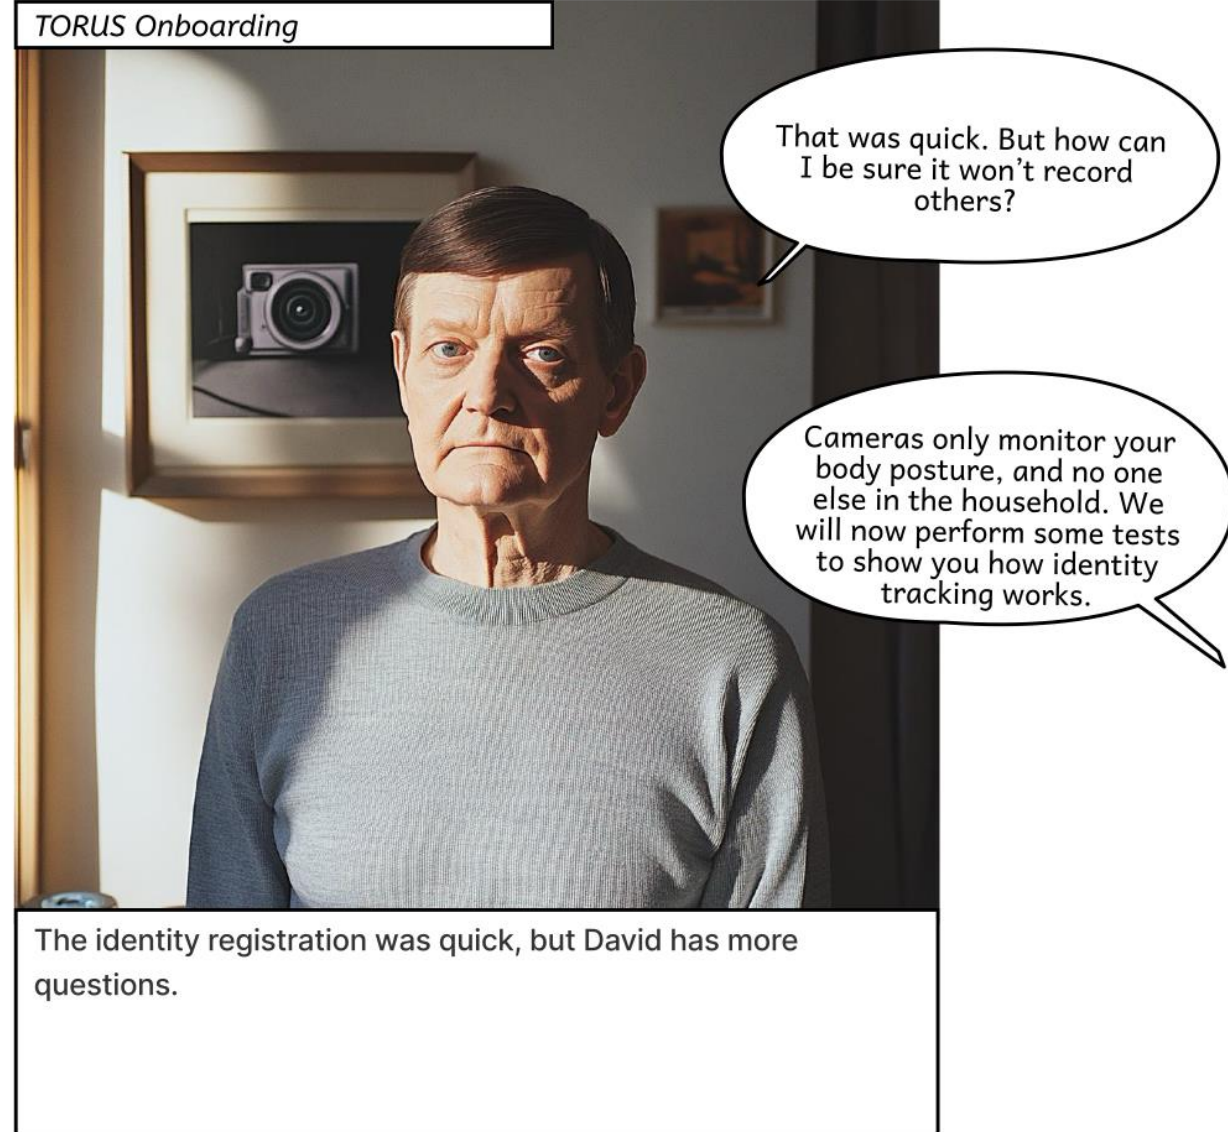 TORUS Onboarding
That was quick. But how can
I be sure it won't record
others?
Cameras only monitor your
body posture, and no one
else in the household. We
will now perform some tests
to show you how identity
tracking works.
The identity registration was quick, but David has more
questions.